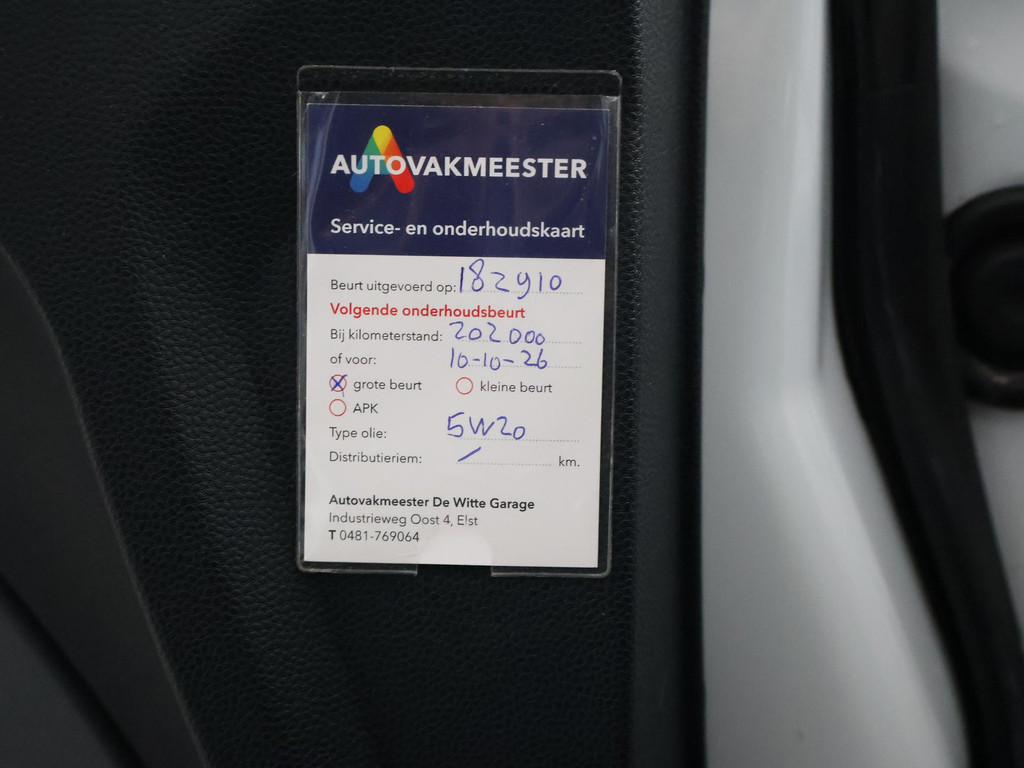 AUTOVAKMEESTER
Service- en onderhoudskaart
Beurt uitgevoerd op: 182910
Volgende onderhoudsbeurt
Bij kilometerstand: 202000
of voor: 10-10-26
grote beurt kleine beurt
APK
Type olie: 5W20
Distributieriem: / km.
Autovakmeester De Witte Garage
Industrieweg Oost 4, Elst
T 0481-769064